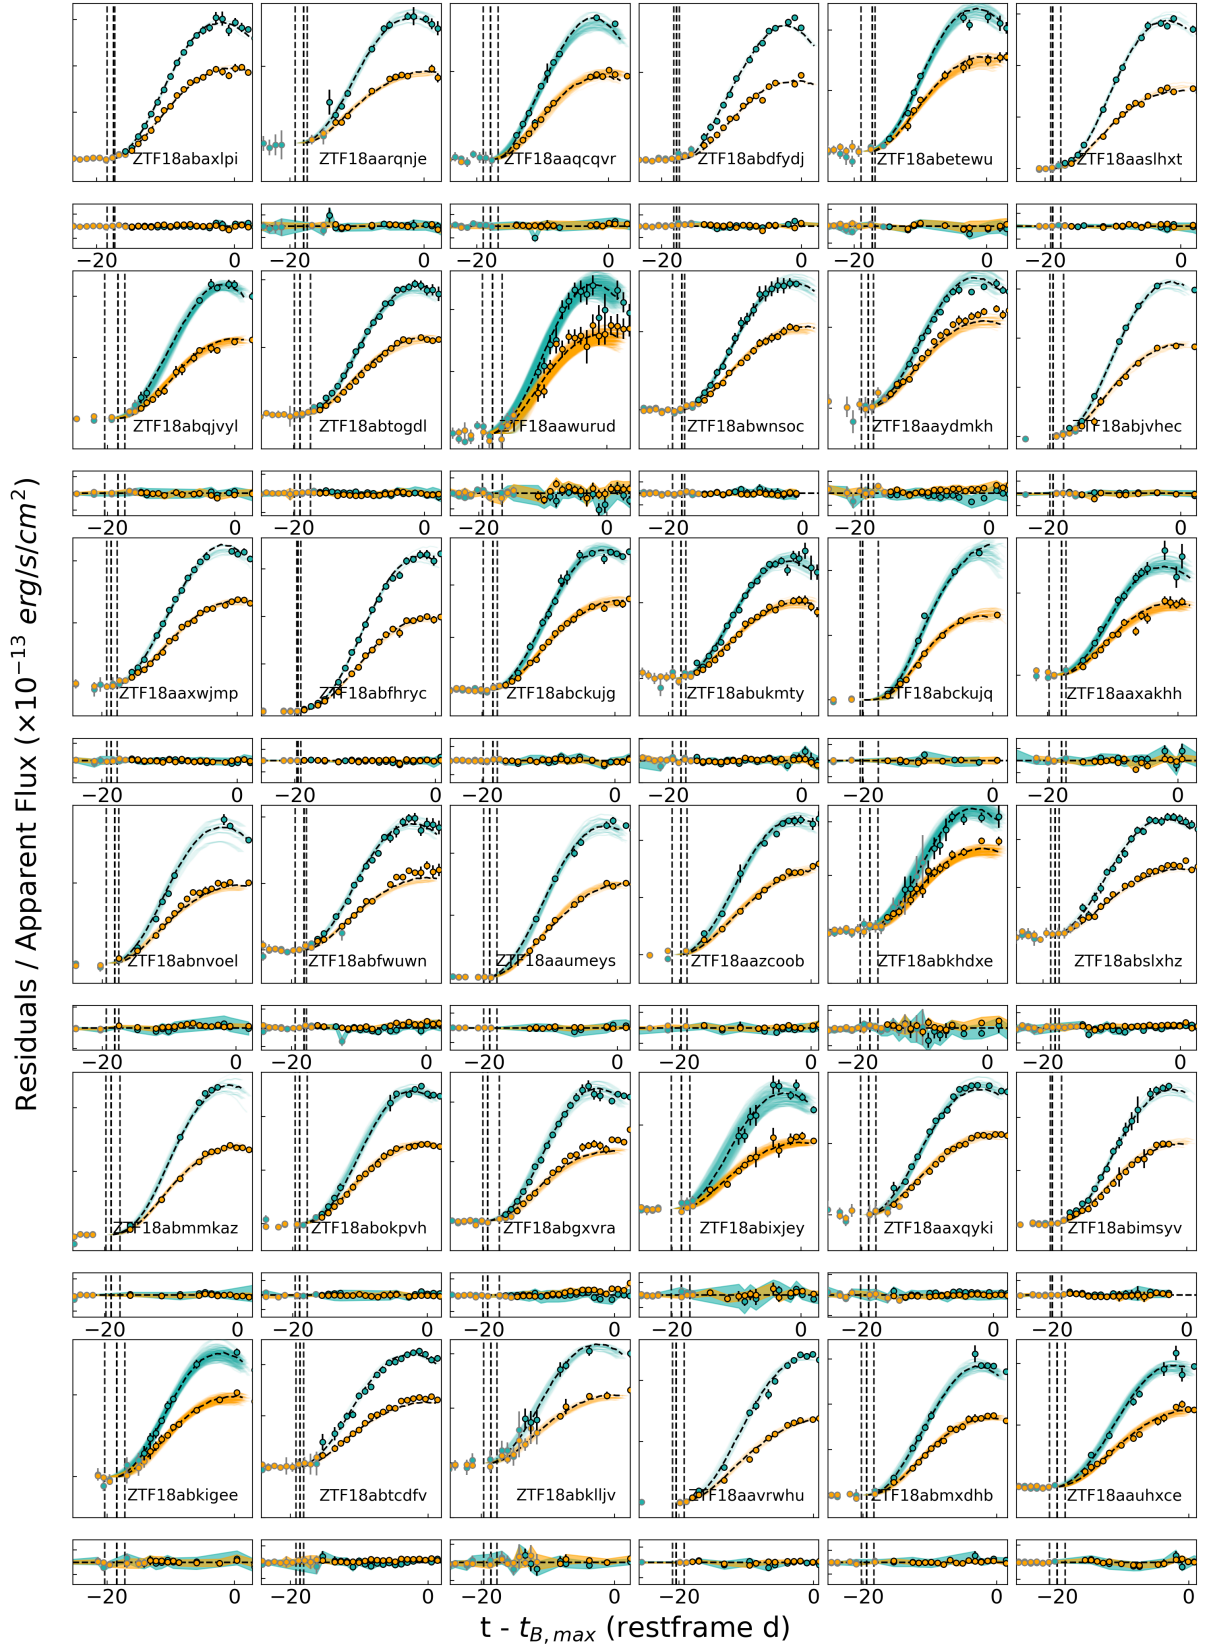 Residuals / Apparent Flux (×10⁻¹³ erg/s/cm²)
ZTF18abaxlpi ZTF18aarqnje ZTF18aaqcqvr ZTF18abdfydj ZTF18abetewu ZTF18aaslhxt
−20 0 −20 0 −20 0 −20 0 −20 0 −20 0
ZTF18abqjvyl ZTF18abtogdl ZTF18aawurud ZTF18abwnsoc ZTF18aaydmkh ZTF18abjvhec
−20 0 −20 0 −20 0 −20 0 −20 0 −20 0
ZTF18aaxwjmp ZTF18abfhryc ZTF18abckujg ZTF18abukmty ZTF18abckujq ZTF18aaxakhh
−20 0 −20 0 −20 0 −20 0 −20 0 −20 0
ZTF18abnvoel ZTF18abfwuwn ZTF18aaumeys ZTF18aazcoob ZTF18abkhdxe ZTF18abslxhz
−20 0 −20 0 −20 0 −20 0 −20 0 −20 0
ZTF18abmmkaz ZTF18abokpvh ZTF18abgxvra ZTF18abixjey ZTF18aaxqyki ZTF18abimsyv
−20 0 −20 0 −20 0 −20 0 −20 0 −20 0
ZTF18abkigee ZTF18abtcdfv ZTF18abklljv ZTF18aavrwhu ZTF18abmxdhb ZTF18aauhxce
−20 0 −20 0 −20 0 −20 0 −20 0 −20 0
t - t_{B,max} (restframe d)